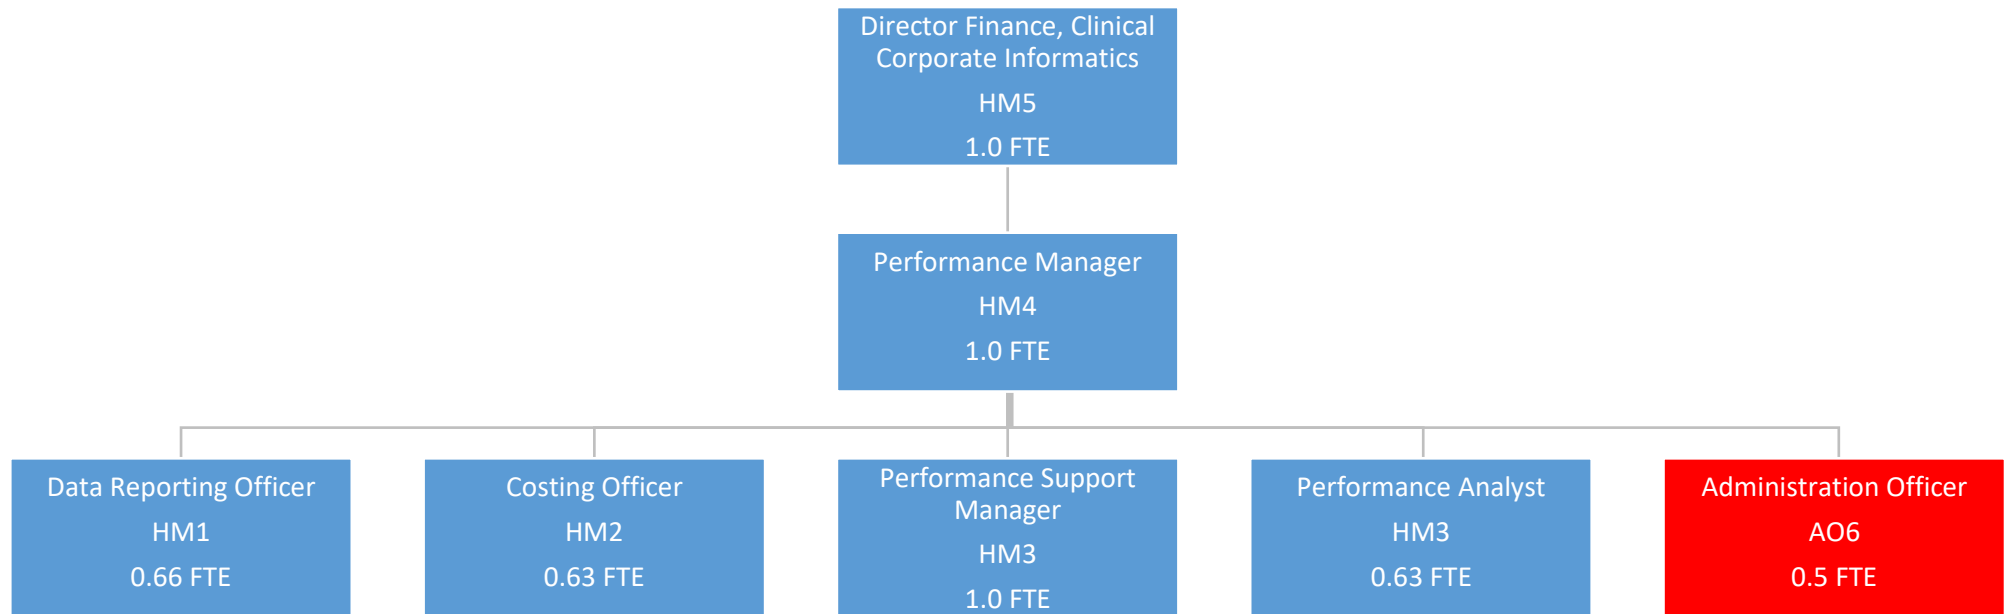 Director Finance, Clinical
Corporate Informatics
HM5
1.0 FTE
Performance Manager
HM4
1.0 FTE
Data Reporting Officer
HM1
0.66 FTE
Costing Officer
HM2
0.63 FTE
Performance Support
Manager
HM3
1.0 FTE
Performance Analyst
HM3
0.63 FTE
Administration Officer
AO6
0.5 FTE